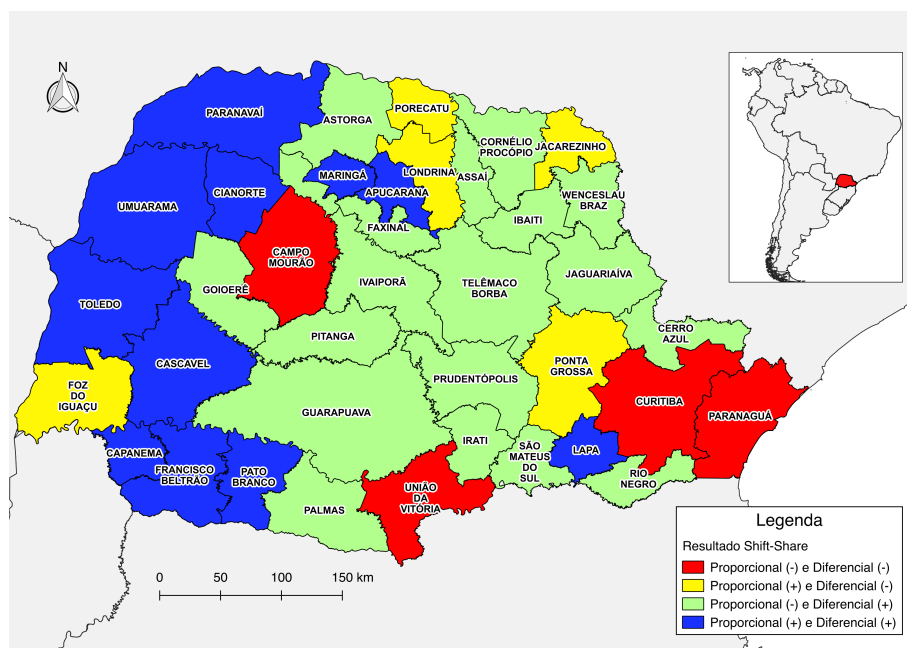 N
PARANAVAÍ
ASTORGA
PORECATU
CORNÉLIO
PROCÓPIO
JACAREZINHO
MARINGÁ
LONDRINA
ASSAÍ
APUCARANA
UMUARAMA
CIANORTE
WENCESLAU
BRAZ
IBAITI
FAXINAL
CAMPO
MOURÃO
GOIOERÊ
IVAIPORÃ
TELÊMACO
BORBA
JAGUARIAÍVA
TOLEDO
PITANGA
CERRO
AZUL
CASCAVEL
PONTA
GROSSA
FOZ
DO
IGUAÇU
PRUDENTÓPOLIS
CURITIBA
PARANAGUÁ
GUARAPUAVA
IRATI
CAPANEMA
FRANCISCO
BELTRÃO
PATO
BRANCO
SÃO
MATEUS
DO
SUL
LAPA
RIO
NEGRO
UNIÃO
DA
VITÓRIA
PALMAS
0 50 100 150 km
Legenda
Resultado Shift-Share
Proporcional (-) e Diferencial (-)
Proporcional (+) e Diferencial (-)
Proporcional (-) e Diferencial (+)
Proporcional (+) e Diferencial (+)